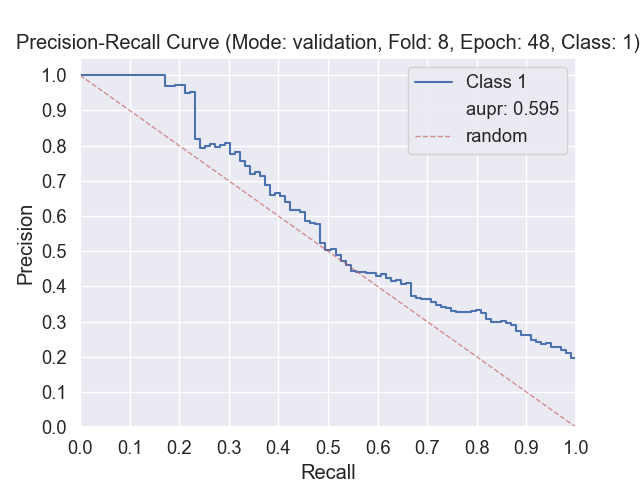 Precision-Recall Curve (Mode: validation, Fold: 8, Epoch: 48, Class: 1)
Class 1
aupr: 0.595
random
1.0
0.9
0.8
0.7
0.6
0.5
0.4
0.3
0.2
0.1
0.0
Precision
0.0 0.1 0.2 0.3 0.4 0.5 0.6 0.7 0.8 0.9 1.0
Recall